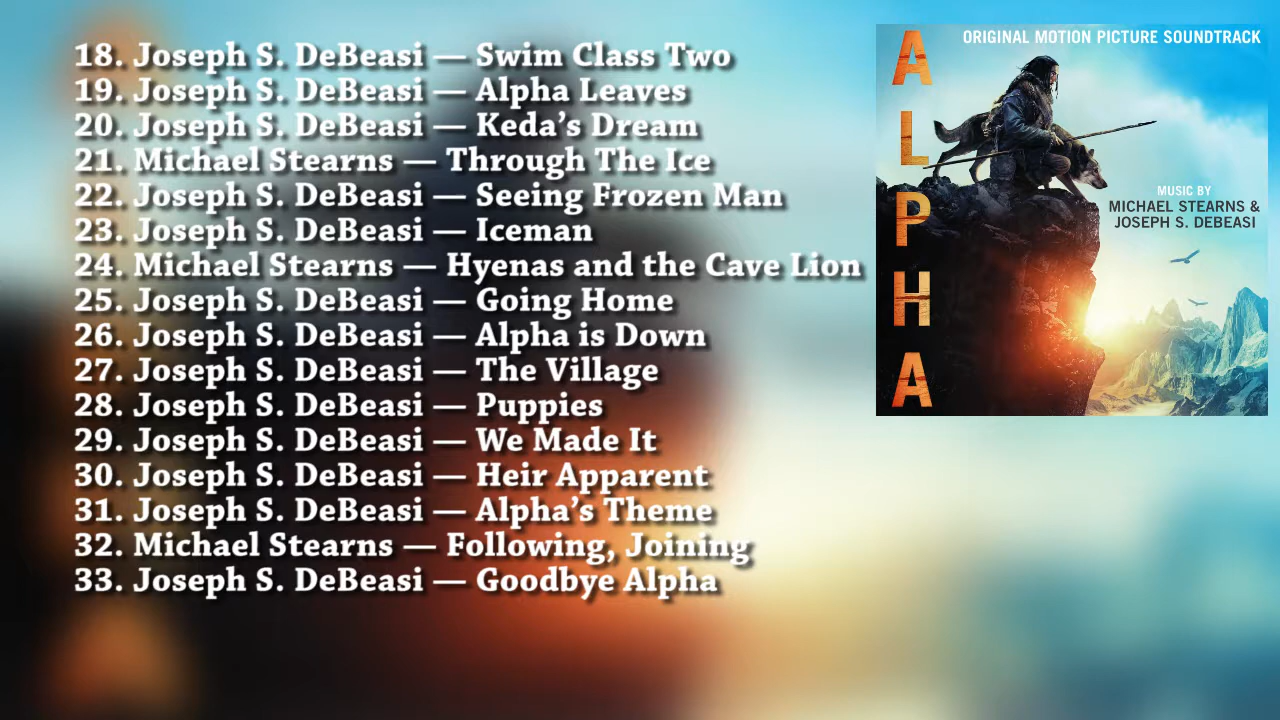 18. Joseph S. DeBeasi — Swim Class Two
19. Joseph S. DeBeasi — Alpha Leaves
20. Joseph S. DeBeasi — Keda’s Dream
21. Michael Stearns — Through The Ice
22. Joseph S. DeBeasi — Seeing Frozen Man
23. Joseph S. DeBeasi — Iceman
24. Michael Stearns — Hyenas and the Cave Lion
25. Joseph S. DeBeasi — Going Home
26. Joseph S. DeBeasi — Alpha is Down
27. Joseph S. DeBeasi — The Village
28. Joseph S. DeBeasi — Puppies
29. Joseph S. DeBeasi — We Made It
30. Joseph S. DeBeasi — Heir Apparent
31. Joseph S. DeBeasi — Alpha’s Theme
32. Michael Stearns — Following, Joining
33. Joseph S. DeBeasi — Goodbye Alpha
ORIGINAL MOTION PICTURE SOUNDTRACK
ALPHA
MUSIC BY
MICHAEL STEARNS &
JOSEPH S. DEBEASI